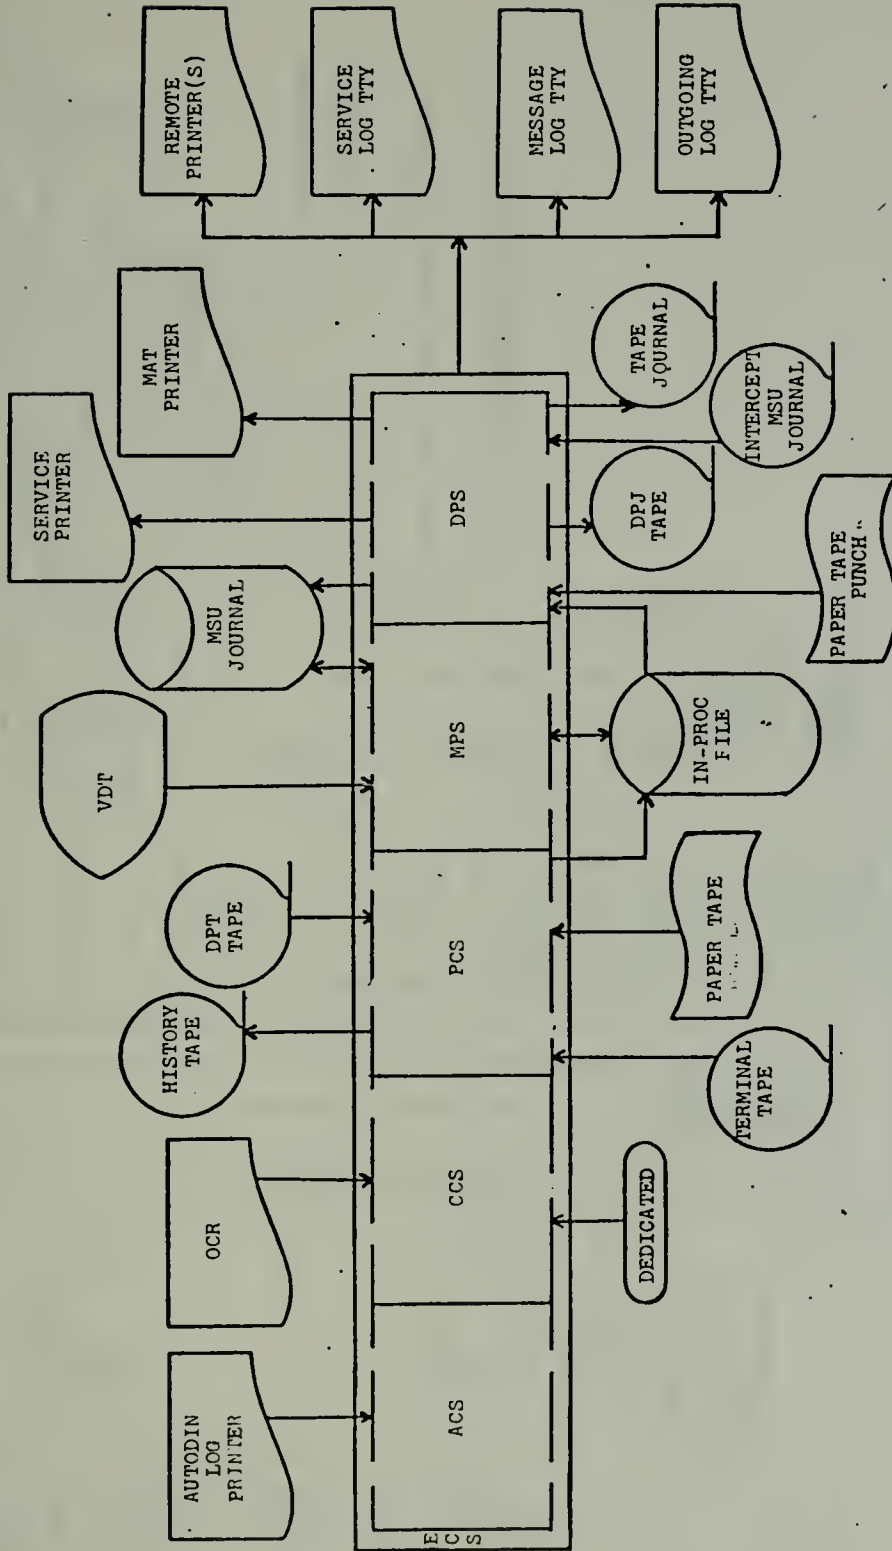 REMOTE
PRINTER(S)
SERVICE
LOG TTY
MESSAGE
LOG TTY
OUTGOING
LOG TTY
MAT
PRINTER
SERVICE
PRINTER
MSU
JOURNAL
VDT
DPT
TAPE
HISTORY
TAPE
OCR
AUTODIN
LOG
PRINTER
E
C
S
ACS
CCS
PCS
MPS
DPS
TAPE
JOURNAL
INTERCEPT
MSU
JOURNAL
DPJ
TAPE
PAPER TAPE
PUNCH
IN-PROC
FILE
PAPER TAPE
TERMINAL
TAPE
DEDICATED